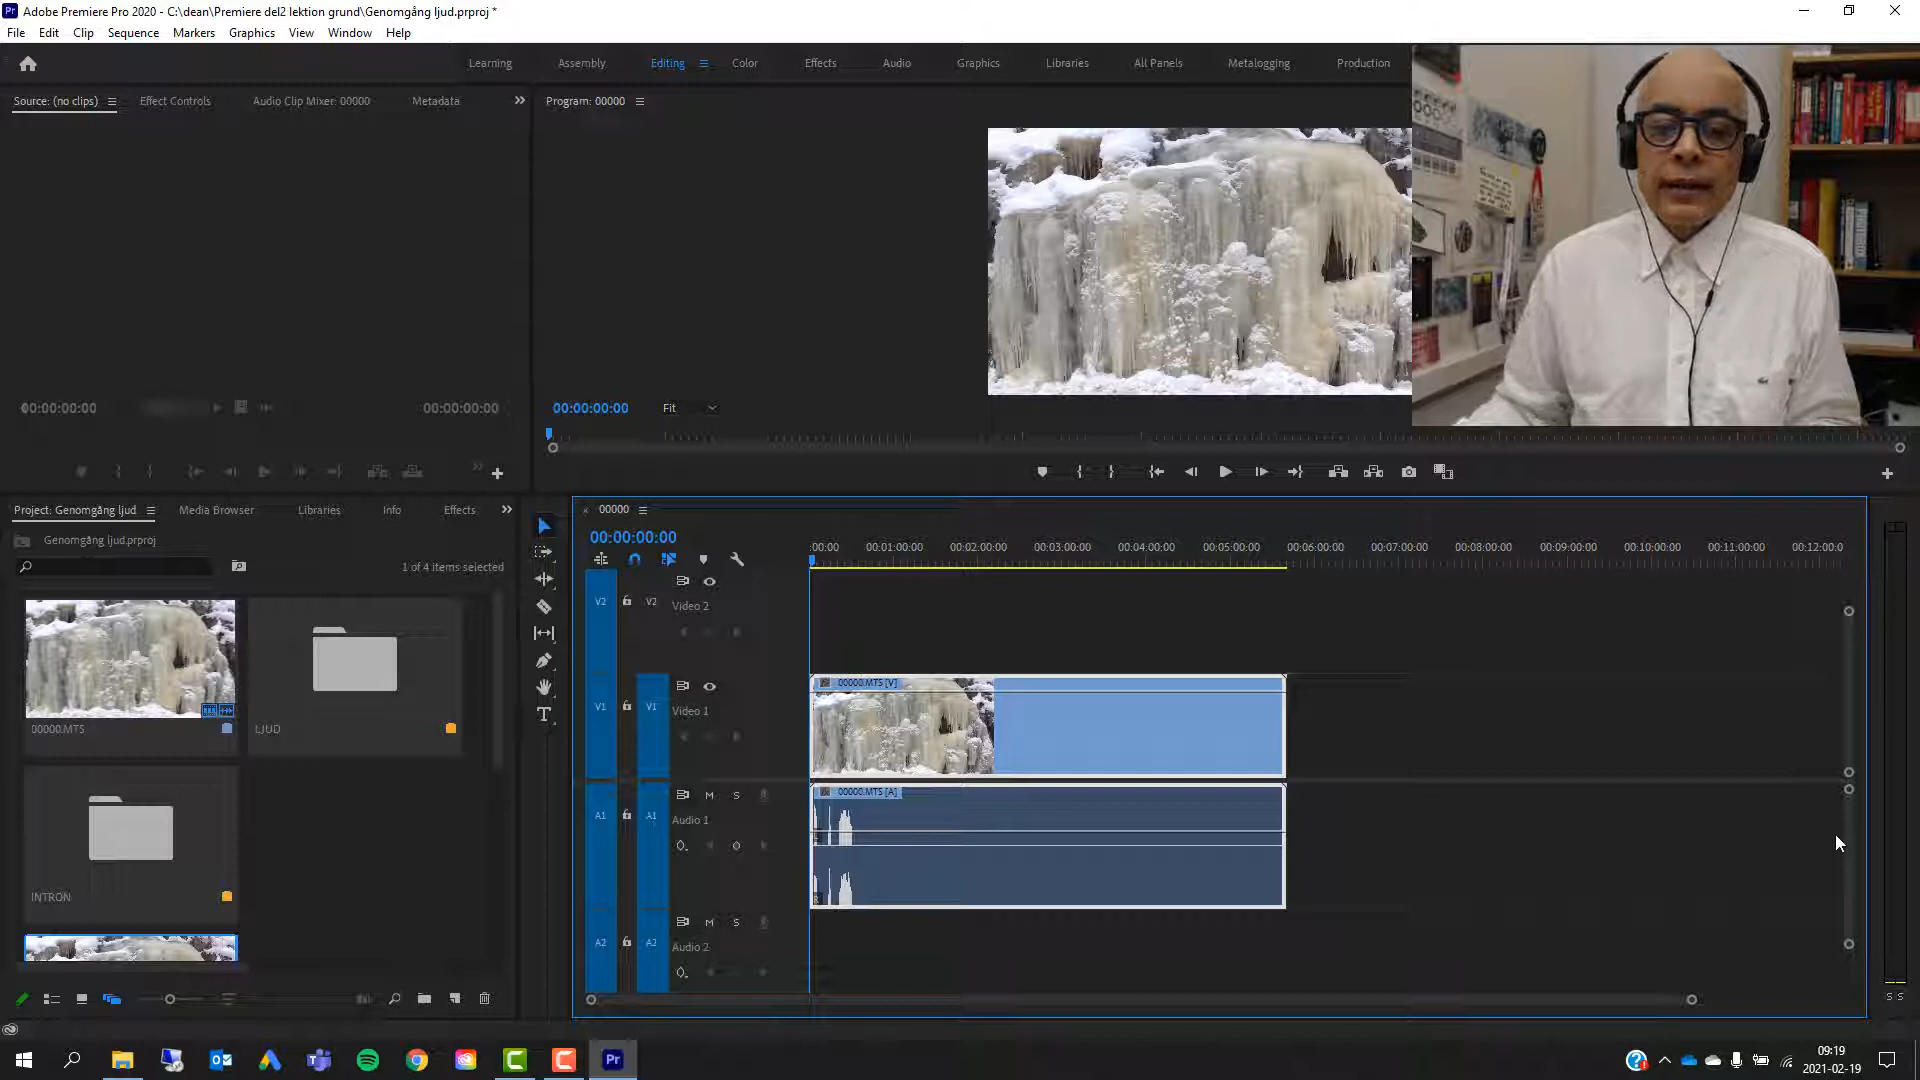 Pr Adobe Premiere Pro 2020 - C:\dean\Premiere del2 lektion grund\Genomgång ljud.prproj *
File Edit Clip Sequence Markers Graphics View Window Help
Learning Assembly Editing Color Effects Audio Graphics Libraries All Panels Metalogging Production
Source: (no clips) Effect Controls Audio Clip Mixer: 00000 Metadata
Program: 00000
00:00:00:00 00:00:00:00
00:00:00:00 Fit
Project: Genomgång ljud Media Browser Libraries Info Effects
Genomgång ljud.prproj
1 of 4 items selected
00000.MTS
LJUD
INTRON
00000
00:00:00:00
:00:00 00:01:00:00 00:02:00:00 00:03:00:00 00:04:00:00 00:05:00:00 00:06:00:00 00:07:00:00 00:08:00:00 00:09:00:00 00:10:00:00 00:11:00:00 00:12:00:0
V2 V2 Video 2
V1 V1 Video 1
00000.MTS [V]
A1 A1 M S Audio 1
00000.MTS [A]
A2 A2 M S Audio 2
S S
Pr
09:19
2021-02-19